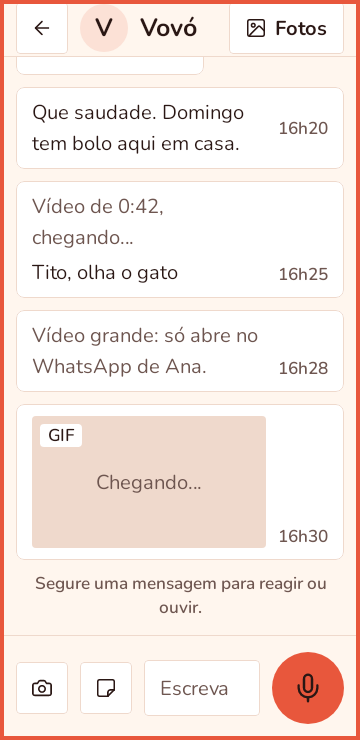 V Vovó Fotos
Que saudade. Domingo
tem bolo aqui em casa.
16h20
Vídeo de 0:42,
chegando...
Tito, olha o gato
16h25
Vídeo grande: só abre no
WhatsApp de Ana.
16h28
GIF
Chegando...
16h30
Segure uma mensagem para reagir ou
ouvir.
Escreva